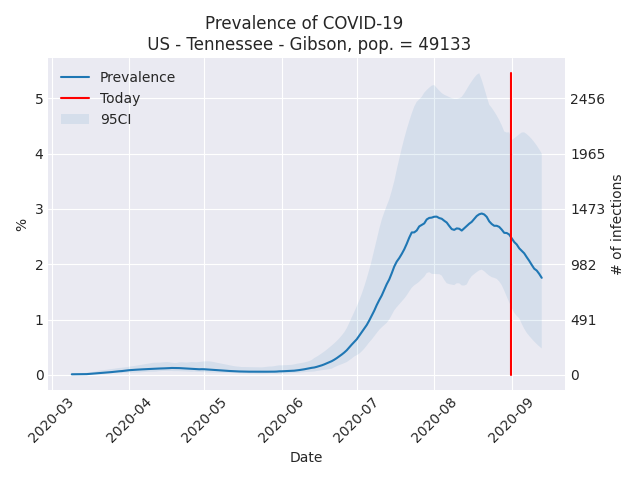 Prevalence of COVID-19
US - Tennessee - Gibson, pop. = 49133
Prevalence
Today
95CI
%
5
4
3
2
1
0
2456
1965
1473
982
491
0
# of infections
2020-03
2020-04
2020-05
2020-06
2020-07
2020-08
2020-09
Date